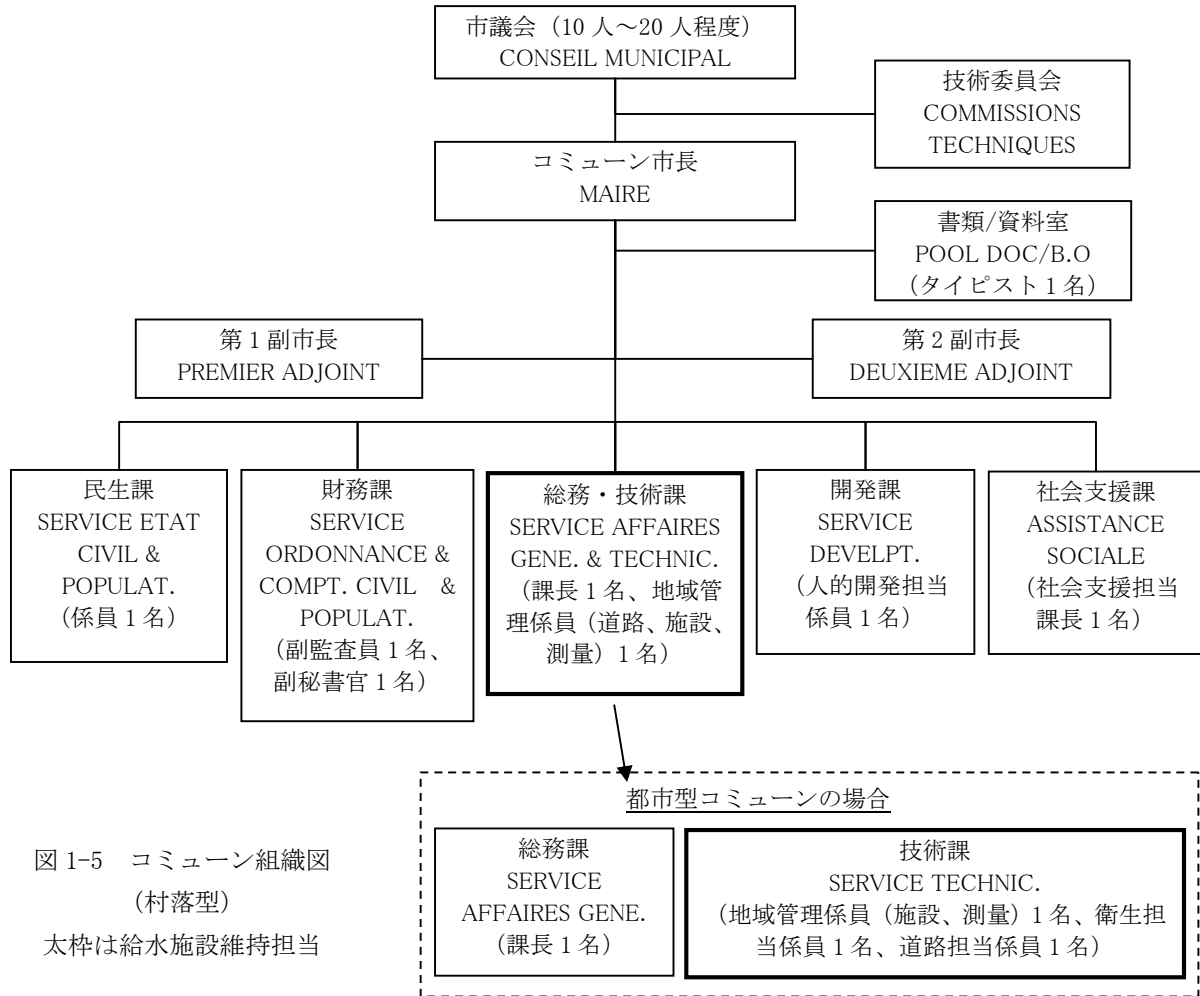 市議会（10 人～20 人程度）
CONSEIL MUNICIPAL
技術委員会
COMMISSIONS
TECHNIQUES
コミューン市長
MAIRE
書類/資料室
POOL DOC/B.O
（タイピスト 1 名）
第 1 副市長
PREMIER ADJOINT
第 2 副市長
DEUXIEME ADJOINT
民生課
SERVICE ETAT
CIVIL &
POPULAT.
（係員 1 名）
財務課
SERVICE
ORDONNANCE &
COMPT. CIVIL &
POPULAT.
（副監査員 1 名、
副秘書官 1 名）
総務・技術課
SERVICE AFFAIRES
GENE. & TECHNIC.
（課長 1 名、地域管
理係員（道路、施設、
測量）1 名）
開発課
SERVICE
DEVELPT.
（人的開発担当
係員 1 名）
社会支援課
ASSISTANCE
SOCIALE
（社会支援担当
課長 1 名）
都市型コミューンの場合
総務課
SERVICE
AFFAIRES GENE.
（課長 1 名）
技術課
SERVICE TECHNIC.
（地域管理係員（施設、測量）1 名、衛生担
当係員 1 名、道路担当係員 1 名）
図 1-5 コミューン組織図
（村落型）
太枠は給水施設維持担当